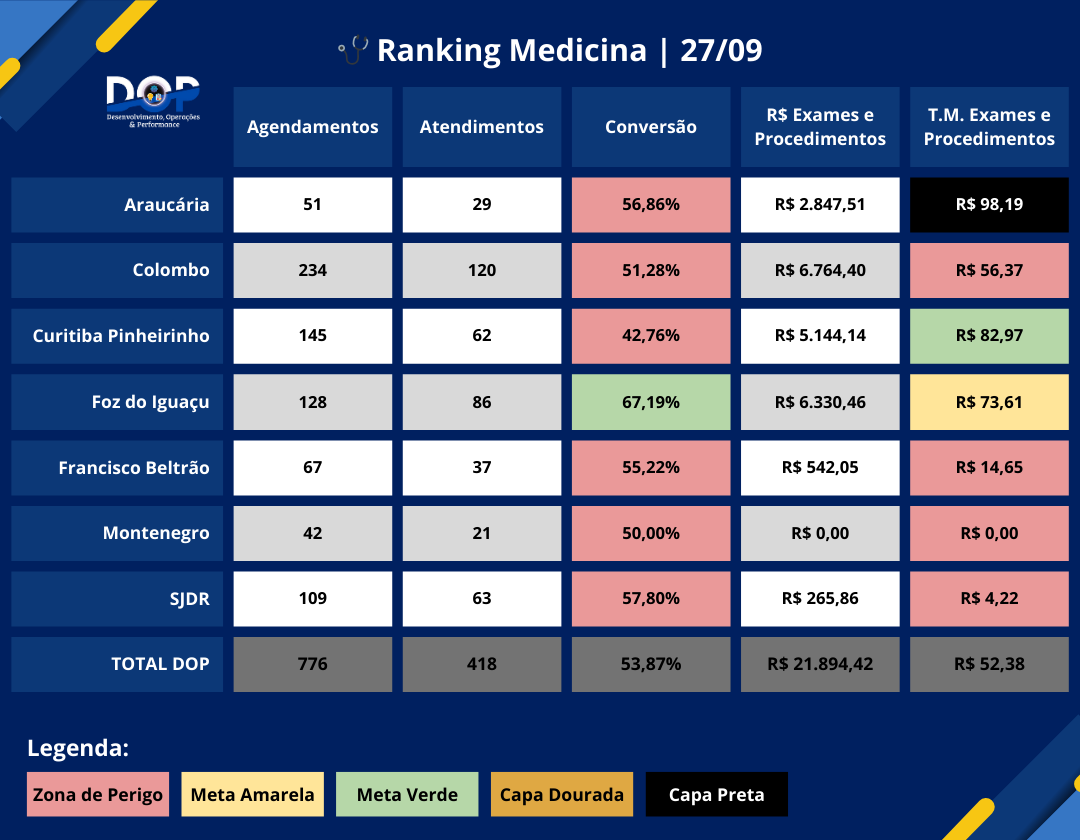 Ranking Medicina | 27/09
DOP
Desenvolvimento, Operações
& Performance
Agendamentos Atendimentos Conversão R$ Exames e Procedimentos T.M. Exames e Procedimentos
Araucária 51 29 56,86% R$ 2.847,51 R$ 98,19
Colombo 234 120 51,28% R$ 6.764,40 R$ 56,37
Curitiba Pinheirinho 145 62 42,76% R$ 5.144,14 R$ 82,97
Foz do Iguaçu 128 86 67,19% R$ 6.330,46 R$ 73,61
Francisco Beltrão 67 37 55,22% R$ 542,05 R$ 14,65
Montenegro 42 21 50,00% R$ 0,00 R$ 0,00
SJDR 109 63 57,80% R$ 265,86 R$ 4,22
TOTAL DOP 776 418 53,87% R$ 21.894,42 R$ 52,38
Legenda:
Zona de Perigo Meta Amarela Meta Verde Capa Dourada Capa Preta